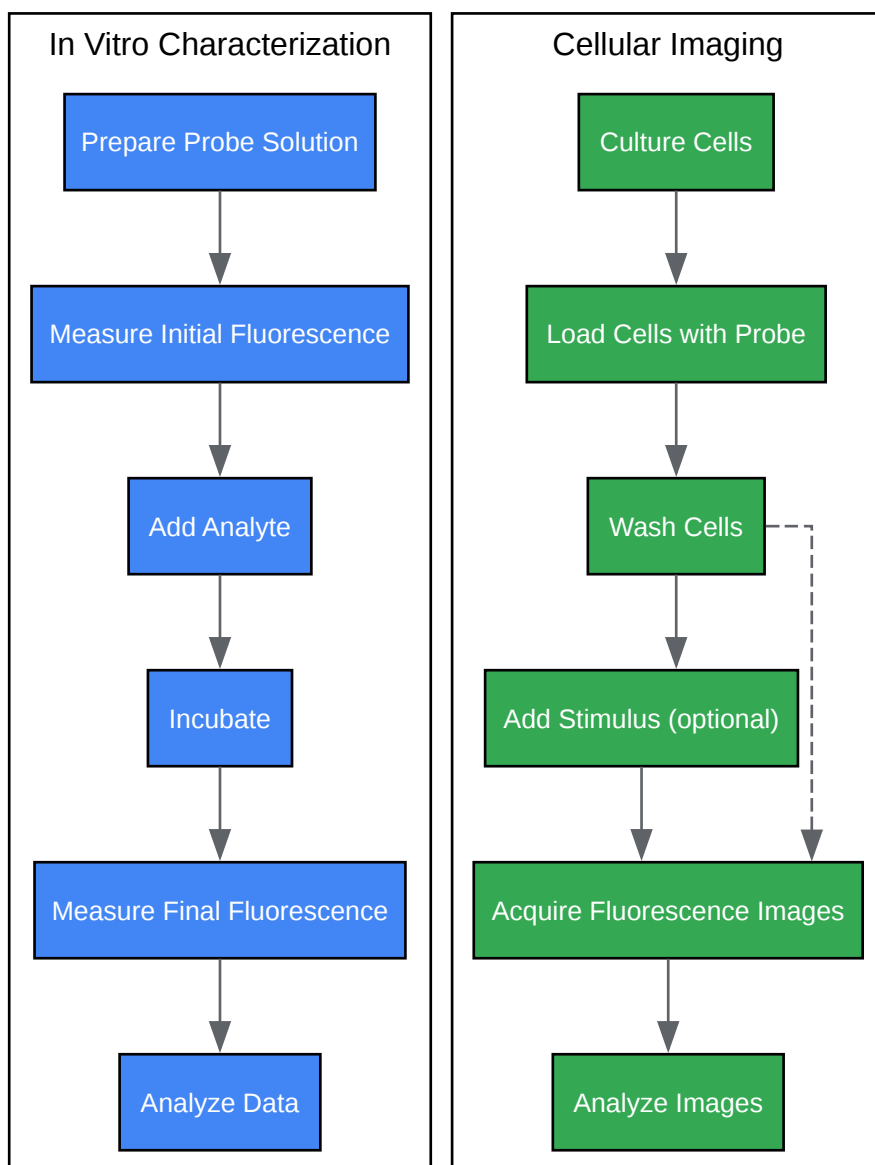 In Vitro Characterization
Prepare Probe Solution
Measure Initial Fluorescence
Add Analyte
Incubate
Measure Final Fluorescence
Analyze Data
Cellular Imaging
Culture Cells
Load Cells with Probe
Wash Cells
Add Stimulus (optional)
Acquire Fluorescence Images
Analyze Images